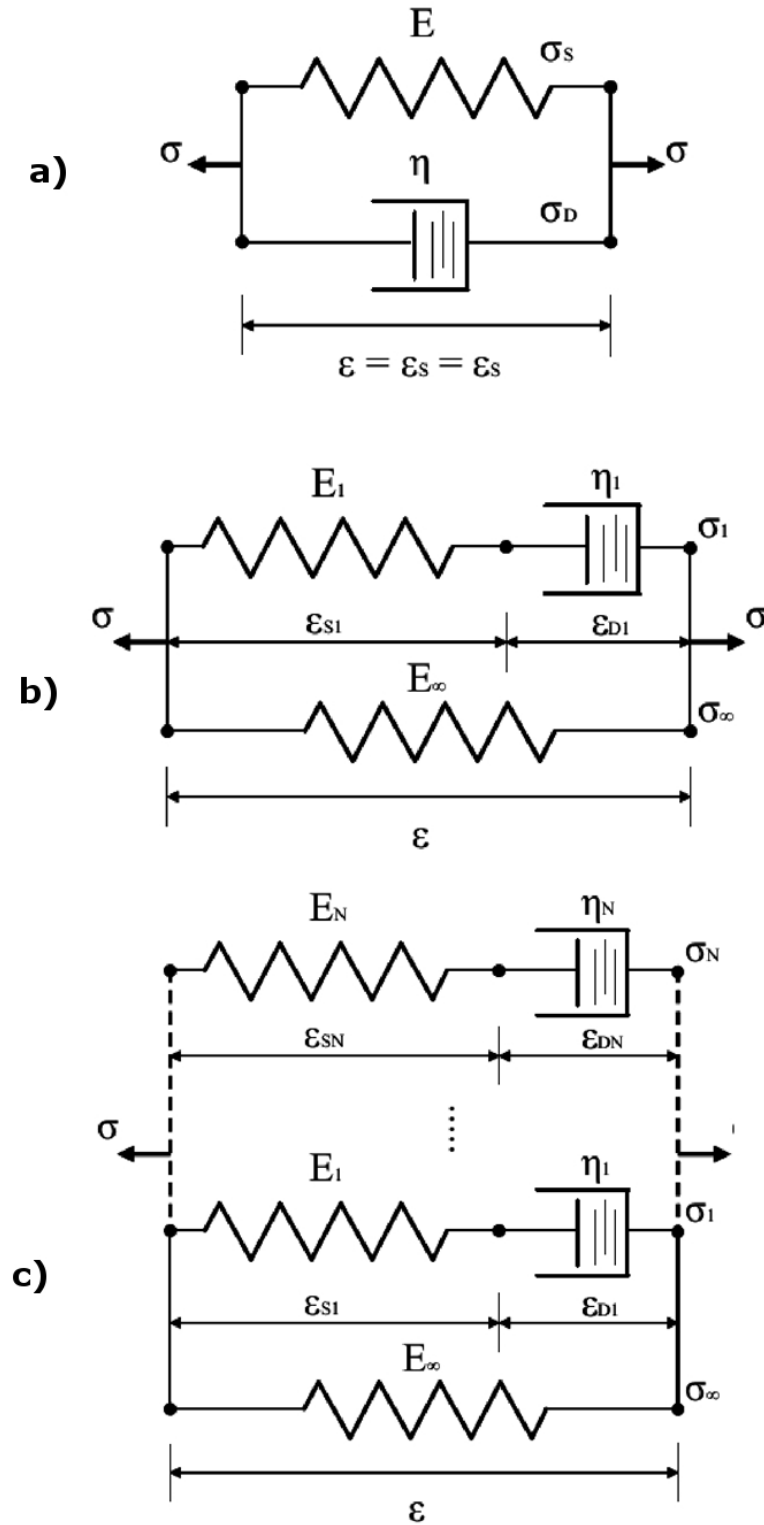 E
σS
σ σ
a)
η
σD
ε = εS = εS
E1 η1
σ1
σ σ
εS1 εD1
b)
E∞
σ∞
ε
EN ηN
σN
εSN εDN
......
σ
E1 η1
σ1
c)
εS1 εD1
E∞
σ∞
ε